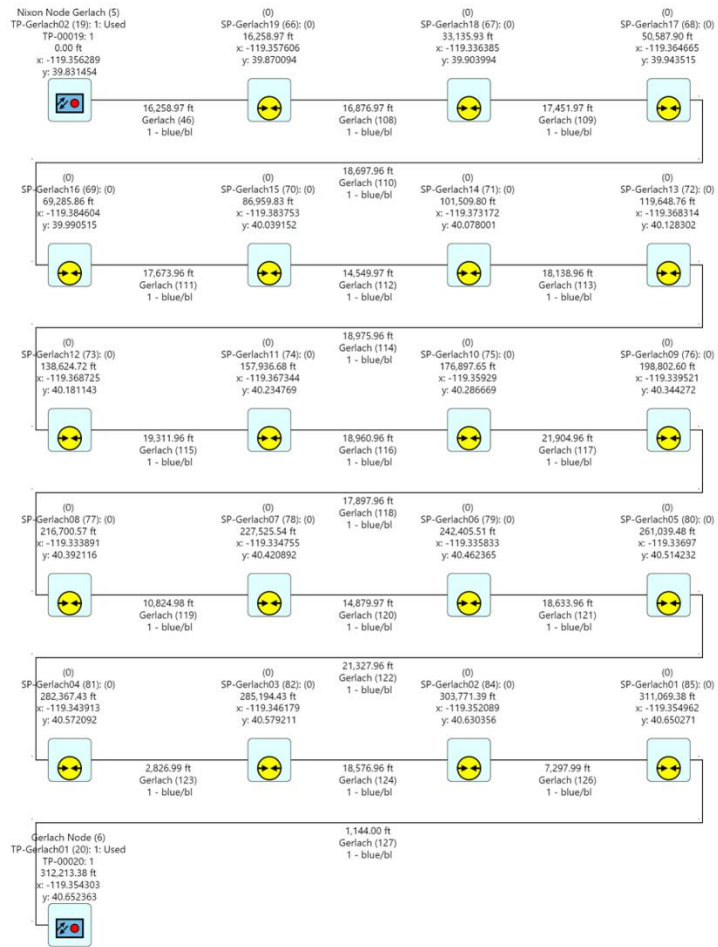 Nixon Node Gerlach (5)
TP-Gerlach02 (19): 1: Used
TP-00019: 1
0.00 ft
x: -119.356289
y: 39.831454
(0)
SP-Gerlach19 (66): (0)
16,258.97 ft
x: -119.357606
y: 39.870094
(0)
SP-Gerlach18 (67): (0)
33,135.93 ft
x: -119.336385
y: 39.903994
(0)
SP-Gerlach17 (68): (0)
50,587.90 ft
x: -119.364665
y: 39.943515
16,258.97 ft
Gerlach (46)
1 - blue/bl
16,876.97 ft
Gerlach (108)
1 - blue/bl
17,451.97 ft
Gerlach (109)
1 - blue/bl
18,697.96 ft
Gerlach (110)
1 - blue/bl
(0)
SP-Gerlach16 (69): (0)
69,285.86 ft
x: -119.384604
y: 39.990515
(0)
SP-Gerlach15 (70): (0)
86,959.83 ft
x: -119.383753
y: 40.039152
(0)
SP-Gerlach14 (71): (0)
101,509.80 ft
x: -119.373172
y: 40.078001
(0)
SP-Gerlach13 (72): (0)
119,648.76 ft
x: -119.368314
y: 40.128302
17,673.96 ft
Gerlach (111)
1 - blue/bl
14,549.97 ft
Gerlach (112)
1 - blue/bl
18,138.96 ft
Gerlach (113)
1 - blue/bl
18,975.96 ft
Gerlach (114)
1 - blue/bl
(0)
SP-Gerlach12 (73): (0)
138,624.72 ft
x: -119.368725
y: 40.181143
(0)
SP-Gerlach11 (74): (0)
157,936.68 ft
x: -119.367344
y: 40.234769
(0)
SP-Gerlach10 (75): (0)
176,897.65 ft
x: -119.35929
y: 40.286669
(0)
SP-Gerlach09 (76): (0)
198,802.60 ft
x: -119.339521
y: 40.344272
19,311.96 ft
Gerlach (115)
1 - blue/bl
18,960.96 ft
Gerlach (116)
1 - blue/bl
21,904.96 ft
Gerlach (117)
1 - blue/bl
17,897.96 ft
Gerlach (118)
1 - blue/bl
(0)
SP-Gerlach08 (77): (0)
216,700.57 ft
x: -119.333891
y: 40.392116
(0)
SP-Gerlach07 (78): (0)
227,525.54 ft
x: -119.334755
y: 40.420892
(0)
SP-Gerlach06 (79): (0)
242,405.51 ft
x: -119.335833
y: 40.462365
(0)
SP-Gerlach05 (80): (0)
261,039.48 ft
x: -119.33697
y: 40.514232
10,824.98 ft
Gerlach (119)
1 - blue/bl
14,879.97 ft
Gerlach (120)
1 - blue/bl
18,633.96 ft
Gerlach (121)
1 - blue/bl
21,327.96 ft
Gerlach (122)
1 - blue/bl
(0)
SP-Gerlach04 (81): (0)
282,367.43 ft
x: -119.343913
y: 40.572092
(0)
SP-Gerlach03 (82): (0)
285,194.43 ft
x: -119.346179
y: 40.579211
(0)
SP-Gerlach02 (84): (0)
303,771.39 ft
x: -119.352089
y: 40.630356
(0)
SP-Gerlach01 (85): (0)
311,069.38 ft
x: -119.354962
y: 40.650271
2,826.99 ft
Gerlach (123)
1 - blue/bl
18,576.96 ft
Gerlach (124)
1 - blue/bl
7,297.99 ft
Gerlach (126)
1 - blue/bl
1,144.00 ft
Gerlach (127)
1 - blue/bl
Gerlach Node (6)
TP-Gerlach01 (20): 1: Used
TP-00020: 1
312,213.38 ft
x: -119.354303
y: 40.652363